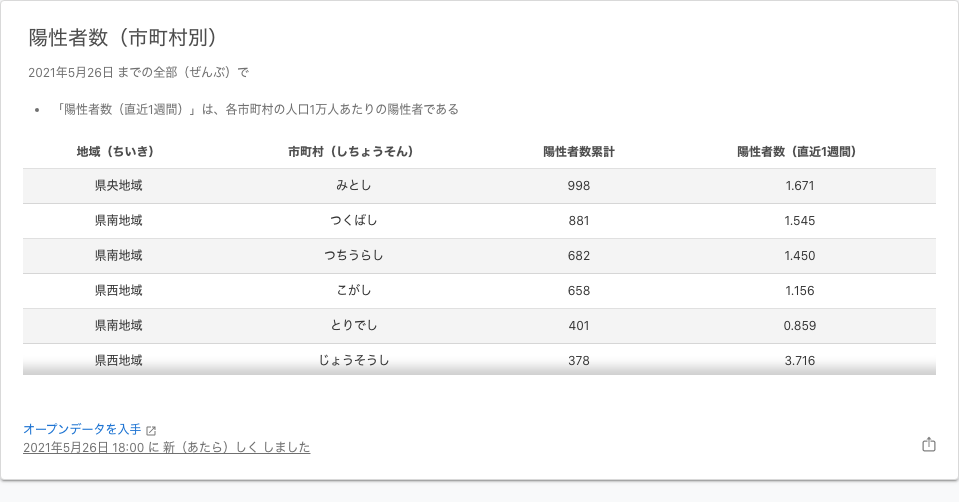 陽性者数（市町村別）
2021年5月26日 までの全部（ぜんぶ）で
• 「陽性者数（直近1週間）」は、各市町村の人口1万人あたりの陽性者である
地域（ちいき） 市町村（しちょうそん） 陽性者数累計 陽性者数（直近1週間）
県央地域 みとし 998 1.671
県南地域 つくばし 881 1.545
県南地域 つちうらし 682 1.450
県西地域 こがし 658 1.156
県南地域 とりでし 401 0.859
県西地域 じょうそうし 378 3.716
オープンデータを入手
2021年5月26日 18:00 に 新（あたら）しく しました